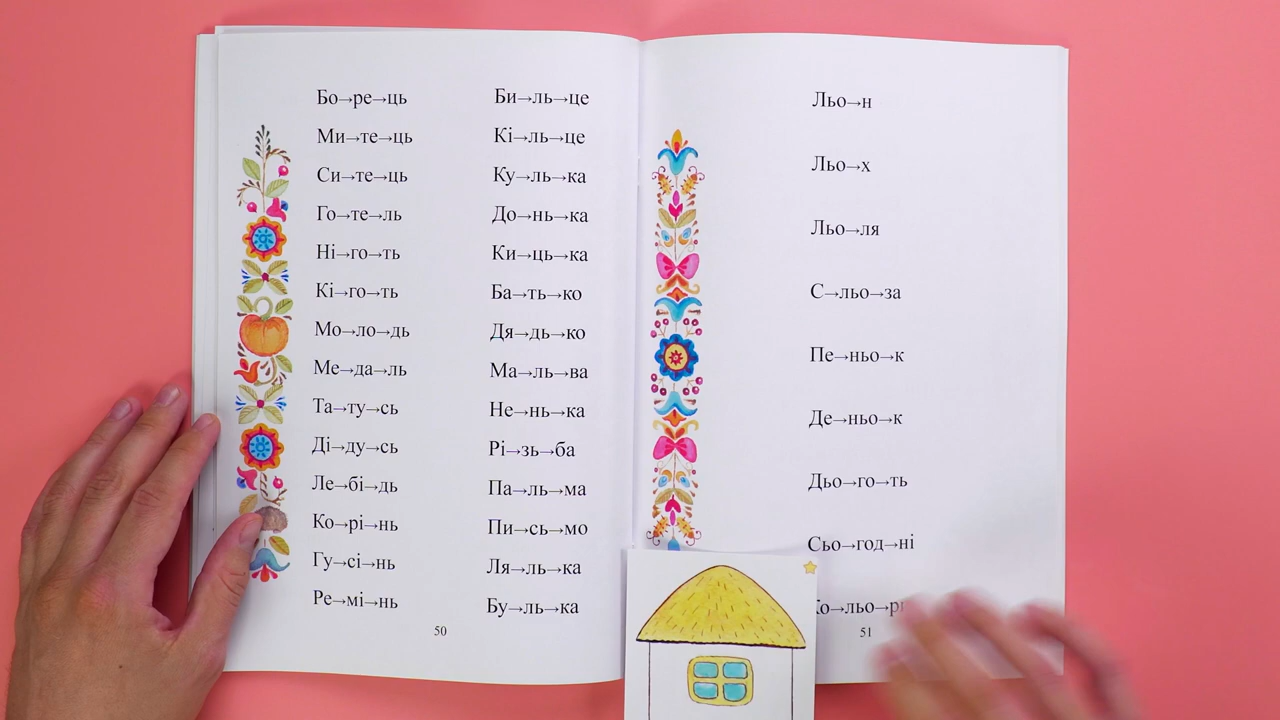 Бо→ре→ць
Ми→те→ць
Си→те→ць
Го→те→ль
Ні→го→ть
Кі→го→ть
Мо→ло→дь
Ме→да→ль
Та→ту→сь
Ді→ду→сь
Ле→бі→дь
Ко→рі→нь
Гу→сі→нь
Ре→мі→нь
Би→ль→це
Кі→ль→це
Ку→ль→ка
До→нь→ка
Ки→ць→ка
Ба→ть→ко
Дя→дь→ко
Ма→ль→ва
Не→нь→ка
Рі→зь→ба
Па→ль→ма
Пи→сь→мо
Ля→ль→ка
Бу→ль→ка
50
Льо→н
Льо→х
Льо→ля
С→льо→за
Пе→ньо→к
Де→ньо→к
Дьо→го→ть
Сьо→год→ні
51